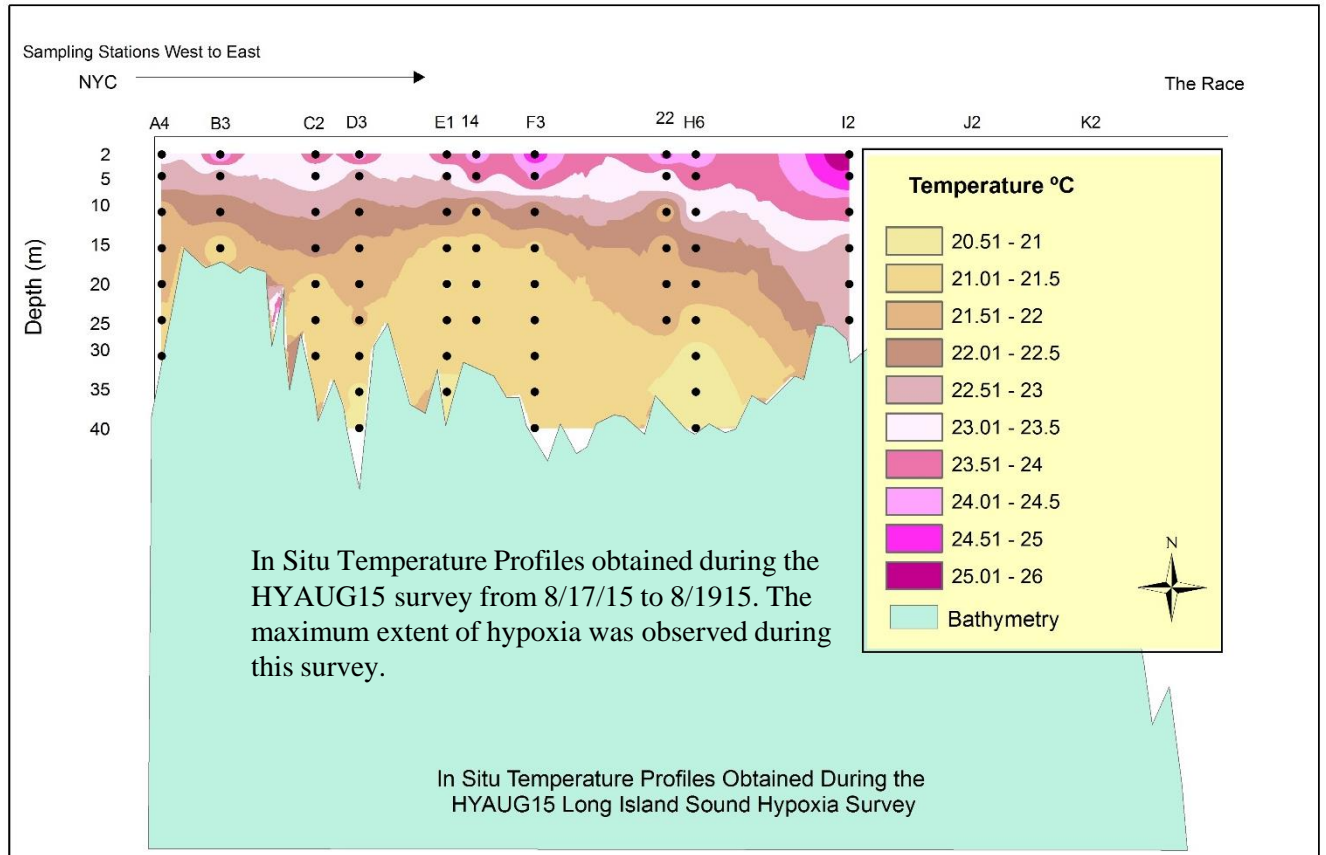 Sampling Stations West to East
NYC The Race
A4 B3 C2 D3 E1 14 F3 22 H6 I2 J2 K2
Depth (m)
2
5
10
15
20
25
30
35
40
Temperature ºC
20.51 - 21
21.01 - 21.5
21.51 - 22
22.01 - 22.5
22.51 - 23
23.01 - 23.5
23.51 - 24
24.01 - 24.5
24.51 - 25
25.01 - 26
Bathymetry
N
In Situ Temperature Profiles obtained during the
HYAUG15 survey from 8/17/15 to 8/1915. The
maximum extent of hypoxia was observed during
this survey.
In Situ Temperature Profiles Obtained During the
HYAUG15 Long Island Sound Hypoxia Survey